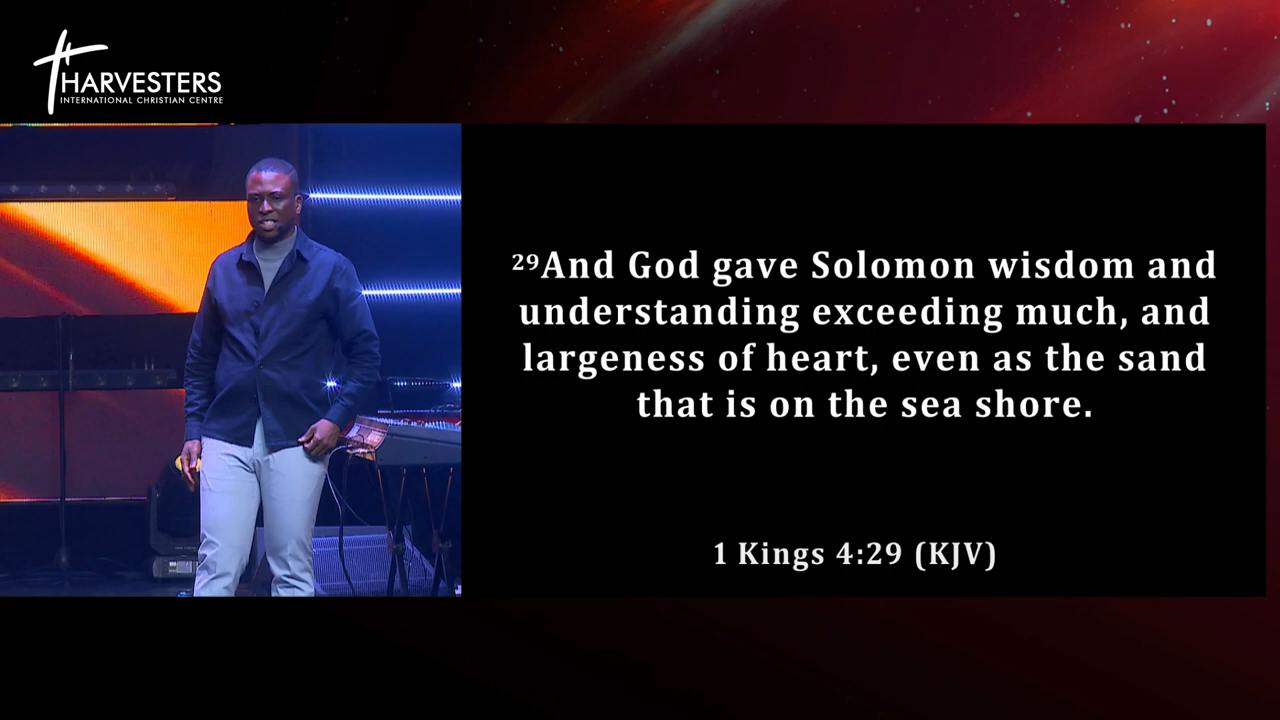 HARVESTERS
INTERNATIONAL CHRISTIAN CENTRE
²⁹And God gave Solomon wisdom and
understanding exceeding much, and
largeness of heart, even as the sand
that is on the sea shore.
1 Kings 4:29 (KJV)